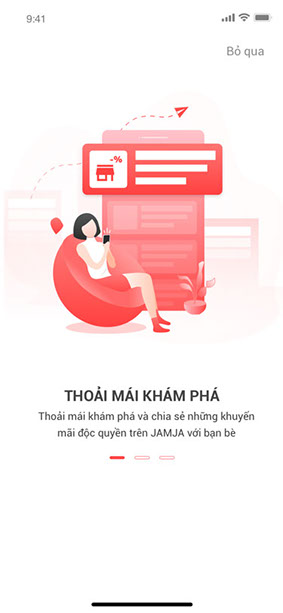 9:41
Bỏ qua
-%
THOẢI MÁI KHÁM PHÁ
Thoải mái khám phá và chia sẻ những khuyến
mãi độc quyền trên JAMJA với bạn bè